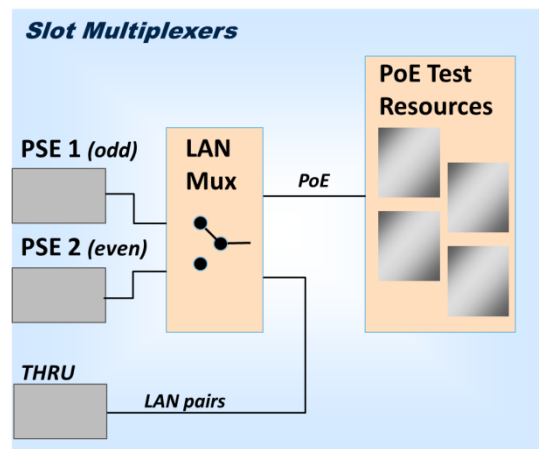 Slot Multiplexers
PoE Test
Resources
PSE 1 (odd)
LAN
Mux
PoE
PSE 2 (even)
THRU
LAN pairs